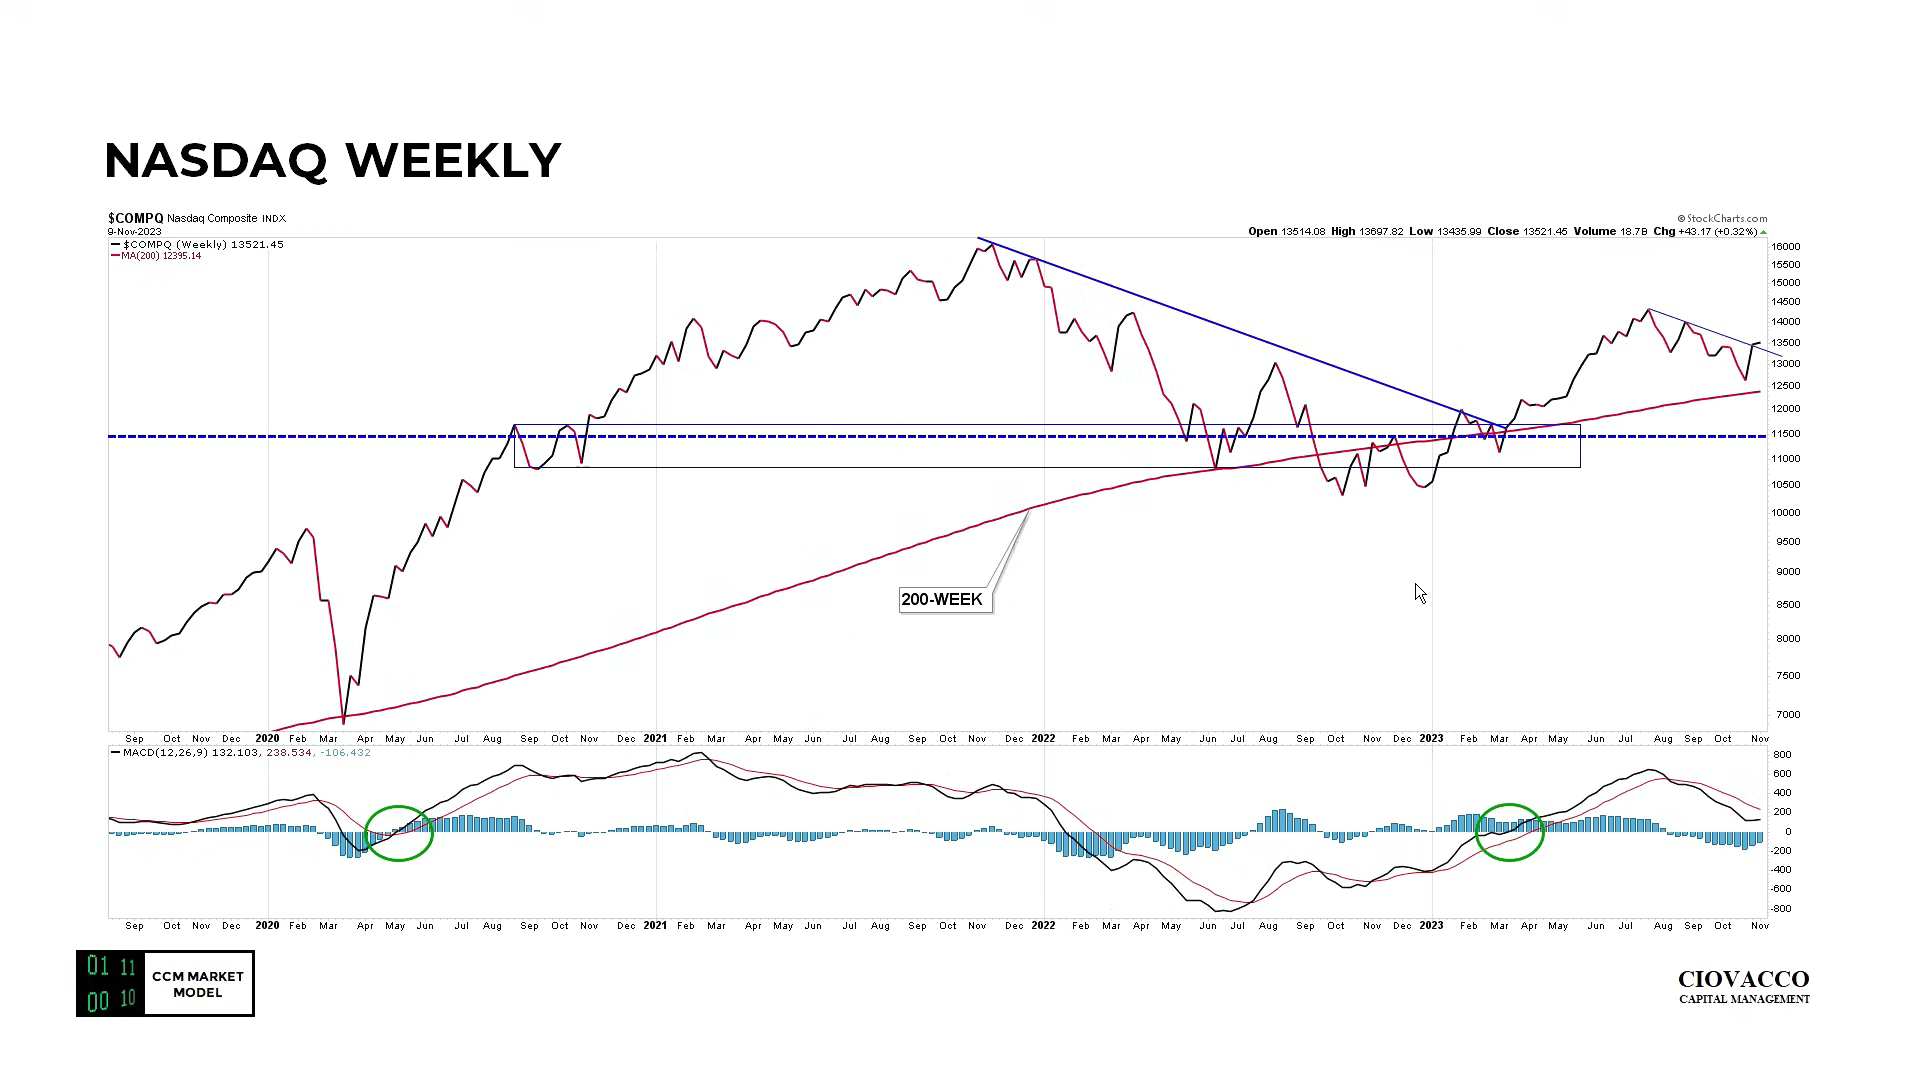 NASDAQ WEEKLY
$COMPQ Nasdaq Composite INDX
© StockCharts.com
9-Nov-2023
Open 13514.08 High 13697.82 Low 13435.99 Close 13521.45 Volume 18.7B Chg +43.17 (+0.32%)
$COMPQ (Weekly) 13521.45
MA(200) 12395.14
16000
15500
15000
14500
14000
13500
13000
12500
12000
11500
11000
10500
10000
9500
9000
8500
8000
7500
7000
200-WEEK
Sep Oct Nov Dec 2020 Feb Mar Apr May Jun Jul Aug Sep Oct Nov Dec 2021 Feb Mar Apr May Jun Jul Aug Sep Oct Nov Dec 2022 Feb Mar Apr May Jun Jul Aug Sep Oct Nov Dec 2023 Feb Mar Apr May Jun Jul Aug Sep Oct Nov
MACD(12,26,9) 132.103, 238.534, -106.432
800
600
400
200
0
-200
-400
-600
-800
Sep Oct Nov Dec 2020 Feb Mar Apr May Jun Jul Aug Sep Oct Nov Dec 2021 Feb Mar Apr May Jun Jul Aug Sep Oct Nov Dec 2022 Feb Mar Apr May Jun Jul Aug Sep Oct Nov Dec 2023 Feb Mar Apr May Jun Jul Aug Sep Oct Nov
01 11
00 10
CCM MARKET
MODEL
CIOVACCO
CAPITAL MANAGEMENT